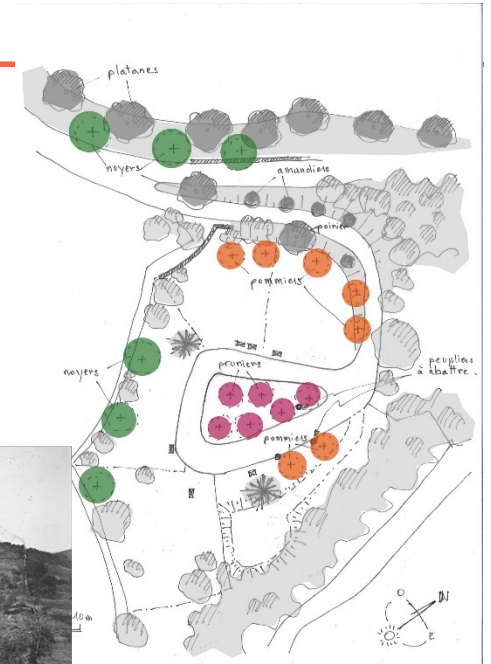 platanes
noyers
amandiers
poirier
pommiers
noyers
pruniers
peupliers
à abattre.
pommiers
10m
O
N
E